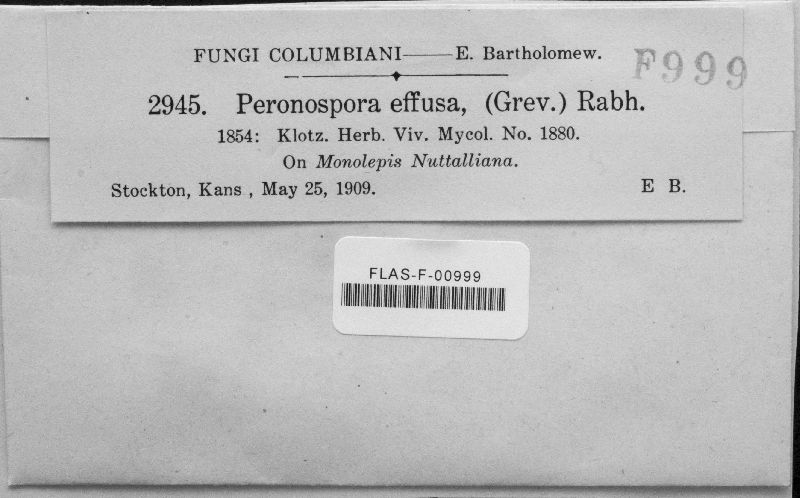 FUNGI COLUMBIANI——E. Bartholomew.
F999
2945. Peronospora effusa, (Grev.) Rabh.
1854: Klotz. Herb. Viv. Mycol. No. 1880.
On Monolepis Nuttalliana.
Stockton, Kans , May 25, 1909. E B.
FLAS-F-00999